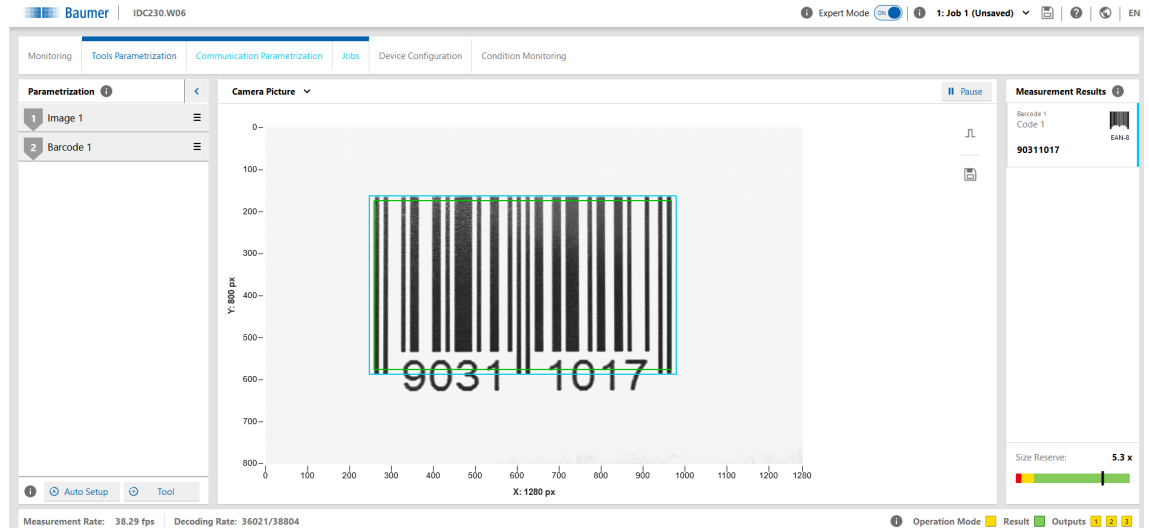 Baumer IDC230.W06 Expert Mode ON 1: Job 1 (Unsaved) EN
Monitoring Tools Parametrization Communication Parametrization Jobs Device Configuration Condition Monitoring
Parametrization
1 Image 1
2 Barcode 1
Auto Setup Tool
Camera Picture Pause
0
100
200
300
400
500
600
700
800
Y: 800 px
9031 1017
0 100 200 300 400 500 600 700 800 900 1000 1100 1200 1280
X: 1280 px
Measurement Results
Barcode 1
Code 1
EAN-8
90311017
Size Reserve: 5.3 x
Measurement Rate: 38.29 fps Decoding Rate: 36021/38804 Operation Mode Result Outputs 1 2 3